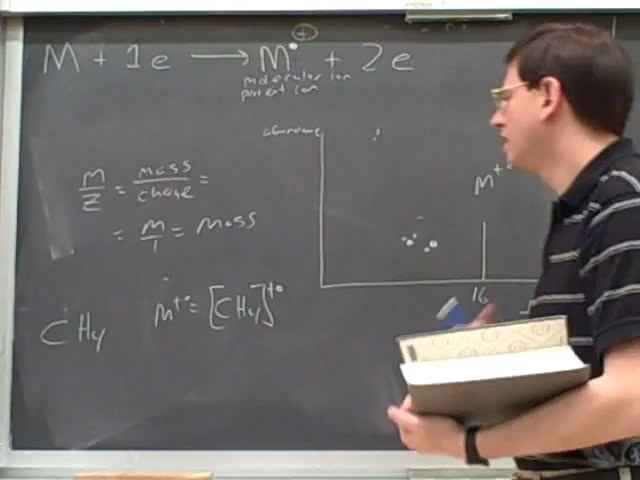 M + 1e ⟶ M•⊕ + 2e
molecular ion
parent ion
abundance
m/z = mass/charge =
= m/1 = mass
M+•
16
CH4
m+• = [CH4]+•